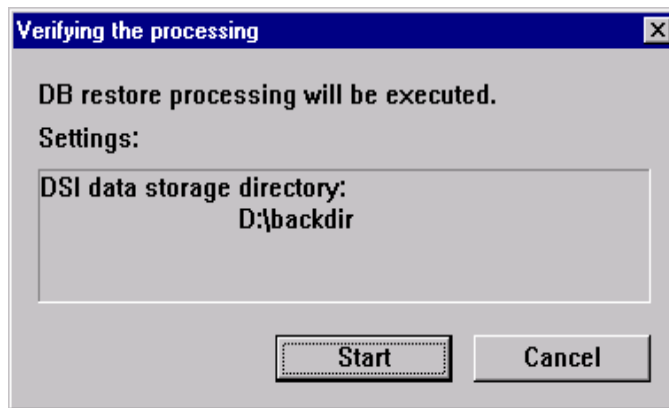 Verifying the processing
DB restore processing will be executed.
Settings:
DSI data storage directory:
D:\backdir
Start Cancel